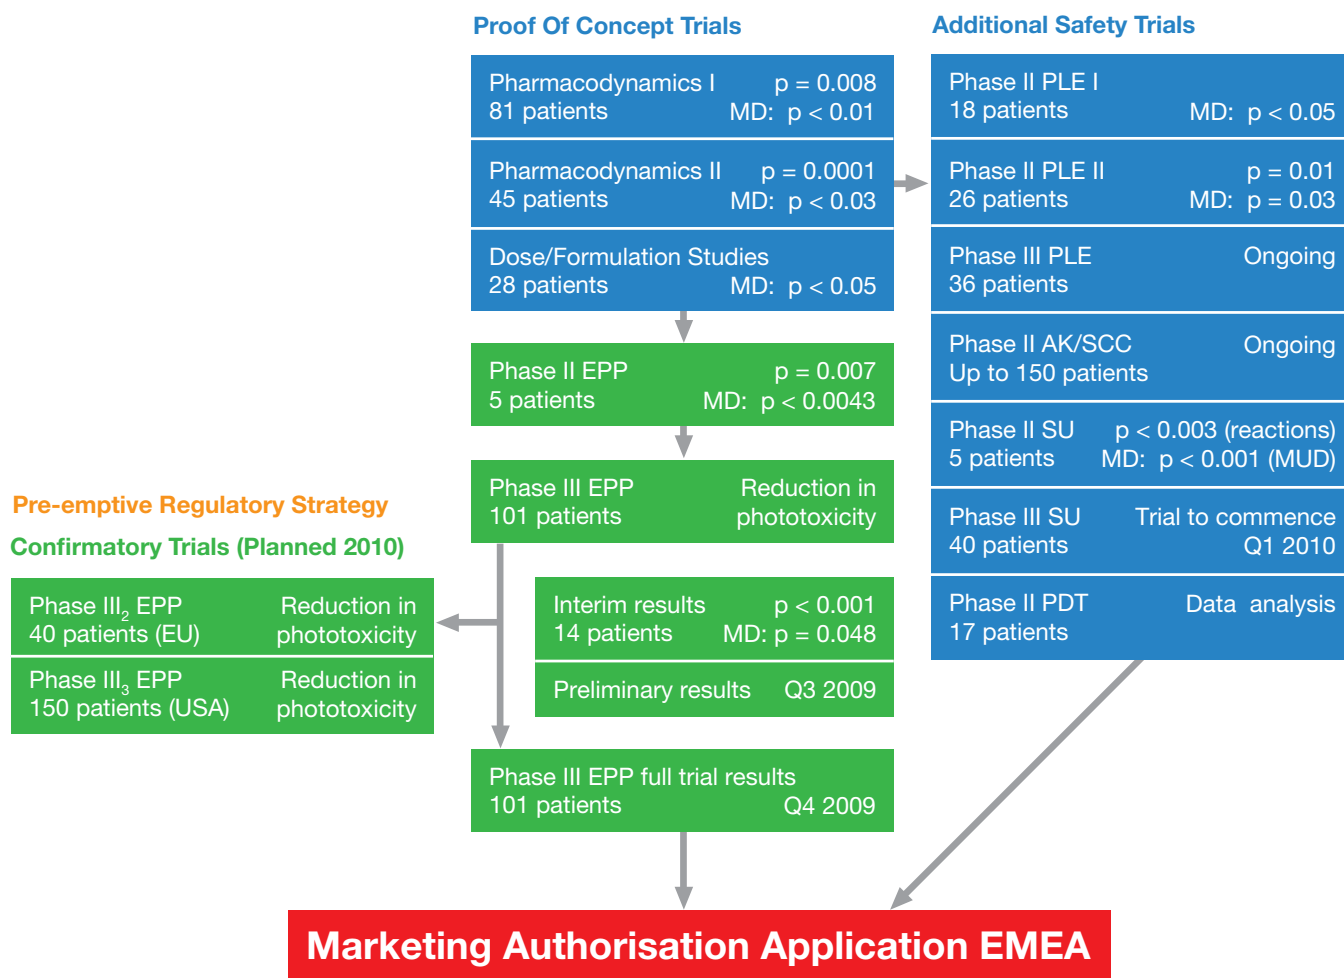 Proof Of Concept Trials
Pharmacodynamics I p = 0.008
81 patients MD: p < 0.01
Pharmacodynamics II p = 0.0001
45 patients MD: p < 0.03
Dose/Formulation Studies
28 patients MD: p < 0.05
Phase II EPP p = 0.007
5 patients MD: p < 0.0043
Phase III EPP Reduction in
101 patients phototoxicity
Interim results p < 0.001
14 patients MD: p = 0.048
Preliminary results Q3 2009
Phase III EPP full trial results
101 patients Q4 2009
Additional Safety Trials
Phase II PLE I
18 patients MD: p < 0.05
Phase II PLE II p = 0.01
26 patients MD: p = 0.03
Phase III PLE Ongoing
36 patients
Phase II AK/SCC Ongoing
Up to 150 patients
Phase II SU p < 0.003 (reactions)
5 patients MD: p < 0.001 (MUD)
Phase III SU Trial to commence
40 patients Q1 2010
Phase II PDT Data analysis
17 patients
Pre-emptive Regulatory Strategy
Confirmatory Trials (Planned 2010)
Phase III₂ EPP Reduction in
40 patients (EU) phototoxicity
Phase III₃ EPP Reduction in
150 patients (USA) phototoxicity
Marketing Authorisation Application EMEA